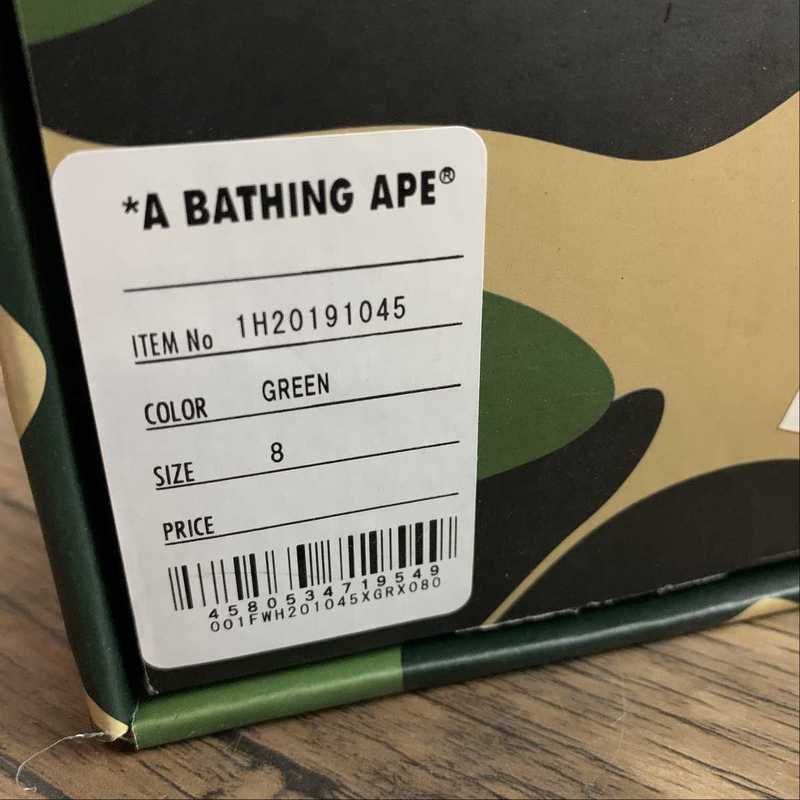 *A BATHING APE®
ITEM No 1H20191045
COLOR GREEN
SIZE 8
PRICE
4580534719549
001FWH201045XGRX080